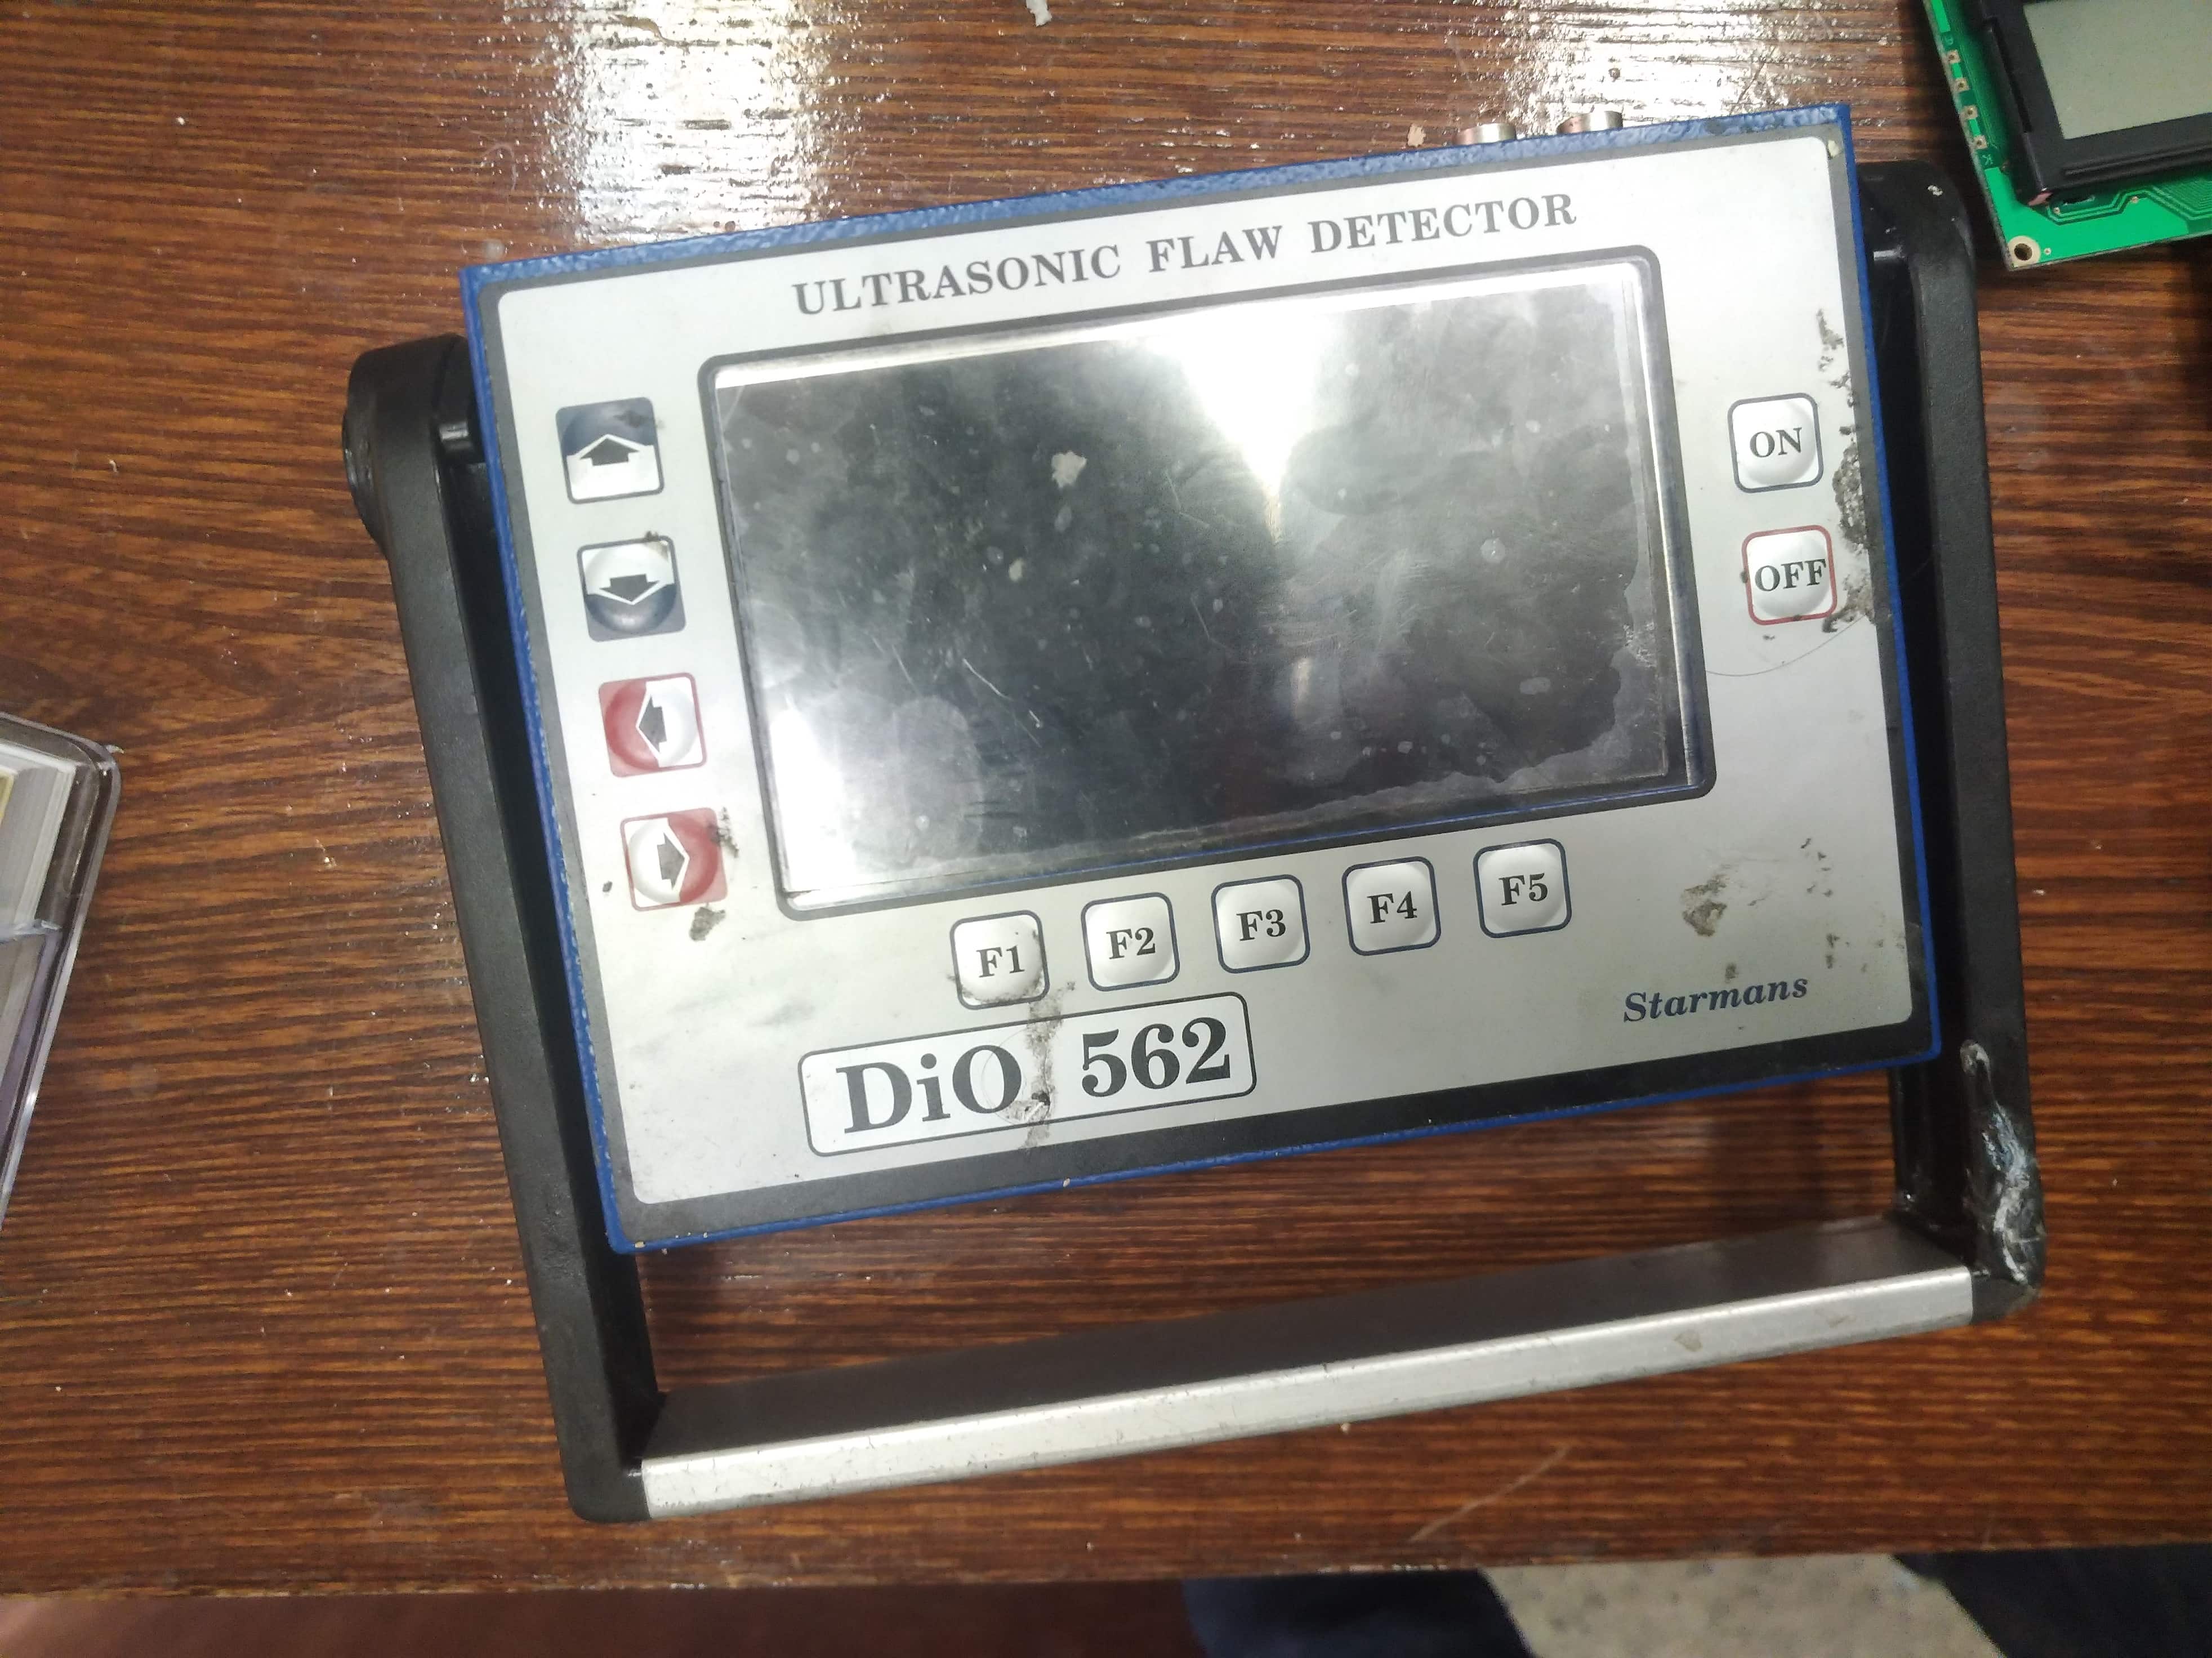 ULTRASONIC FLAW DETECTOR
ON
OFF
F1 F2 F3 F4 F5
Starmans
DiO 562